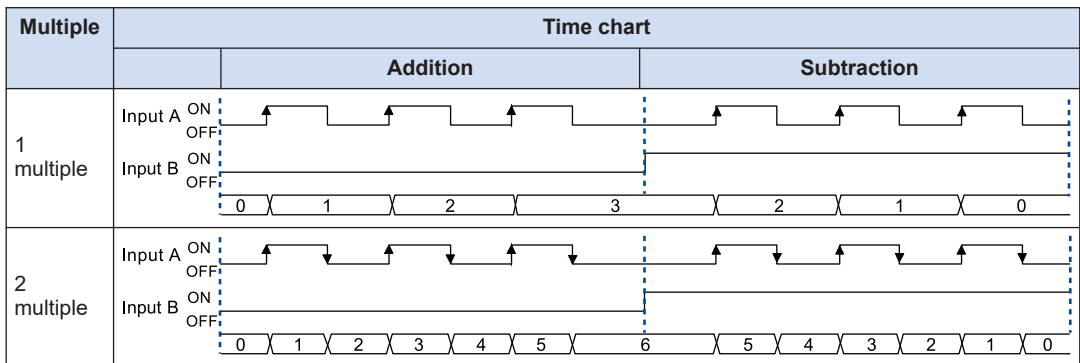 Multiple Time chart
Addition Subtraction
1 multiple
Input A ON
OFF
Input B ON
OFF
0 1 2 3 2 1 0
2 multiple
Input A ON
OFF
Input B ON
OFF
0 1 2 3 4 5 6 5 4 3 2 1 0